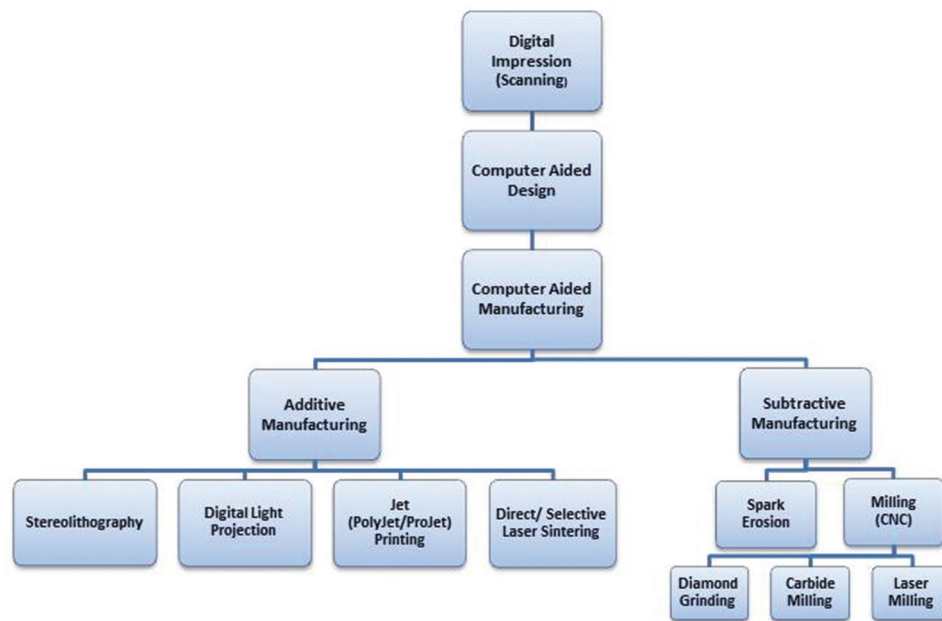 Digital
Impression
(Scanning)
Computer Aided
Design
Computer Aided
Manufacturing
Additive
Manufacturing
Subtractive
Manufacturing
Stereolithography
Digital Light
Projection
Jet
(PolyJet/ProJet)
Printing
Direct/ Selective
Laser Sintering
Spark
Erosion
Milling
(CNC)
Diamond
Grinding
Carbide
Milling
Laser
Milling